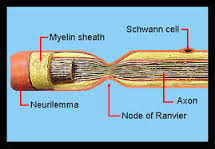 Schwann cell
Myelin sheath
Neurilemma
Axon
Node of Ranvier